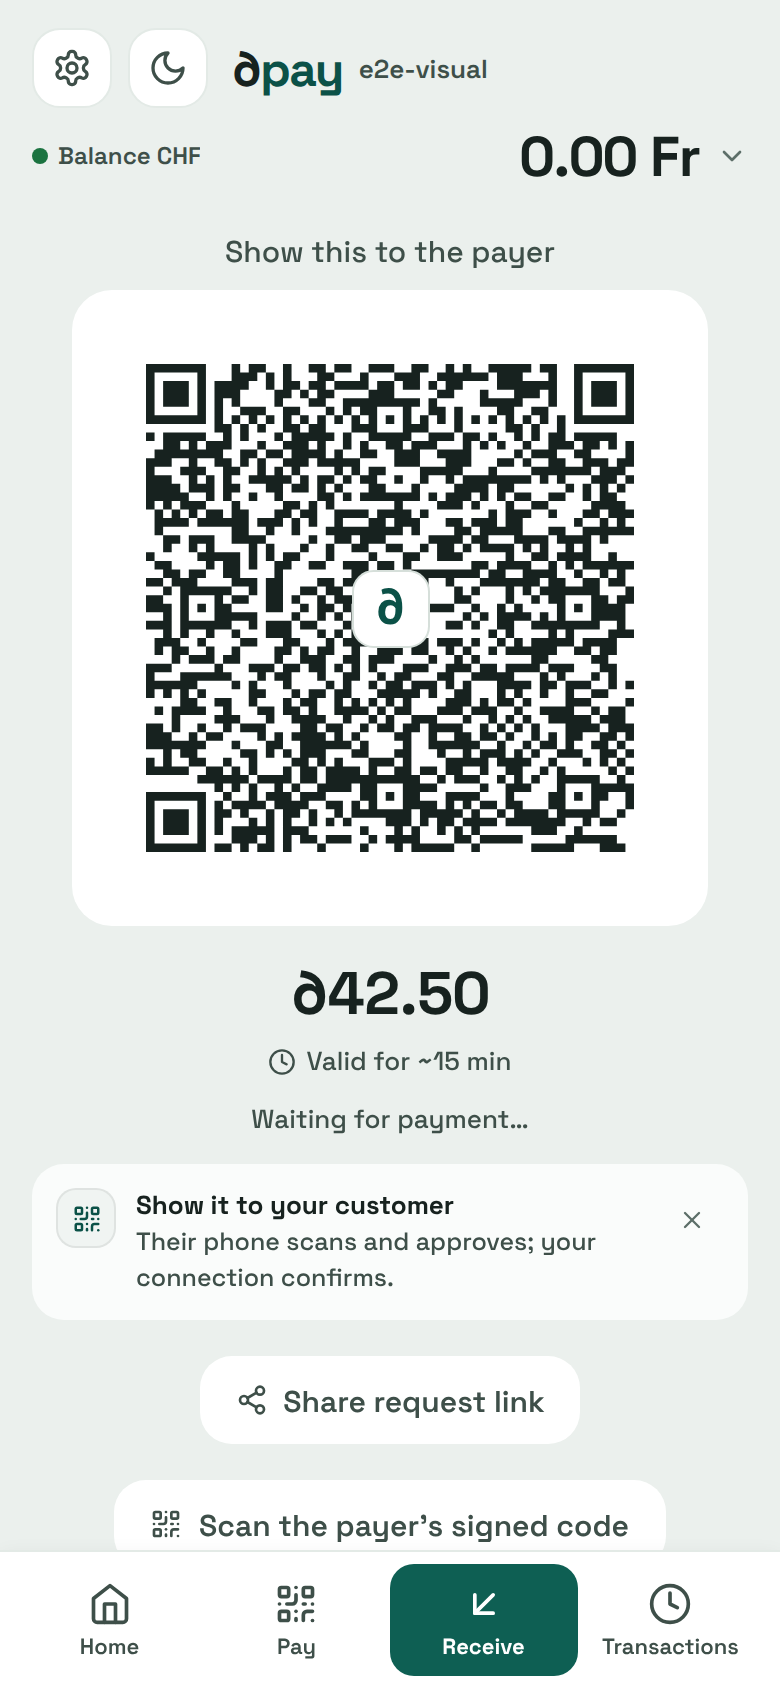 ∂pay e2e-visual
Balance CHF
0.00 Fr
Show this to the payer
∂
∂42.50
Valid for ~15 min
Waiting for payment...
Show it to your customer
Their phone scans and approves; your
connection confirms.
Share request link
Scan the payer’s signed code
Home
Pay
Receive
Transactions